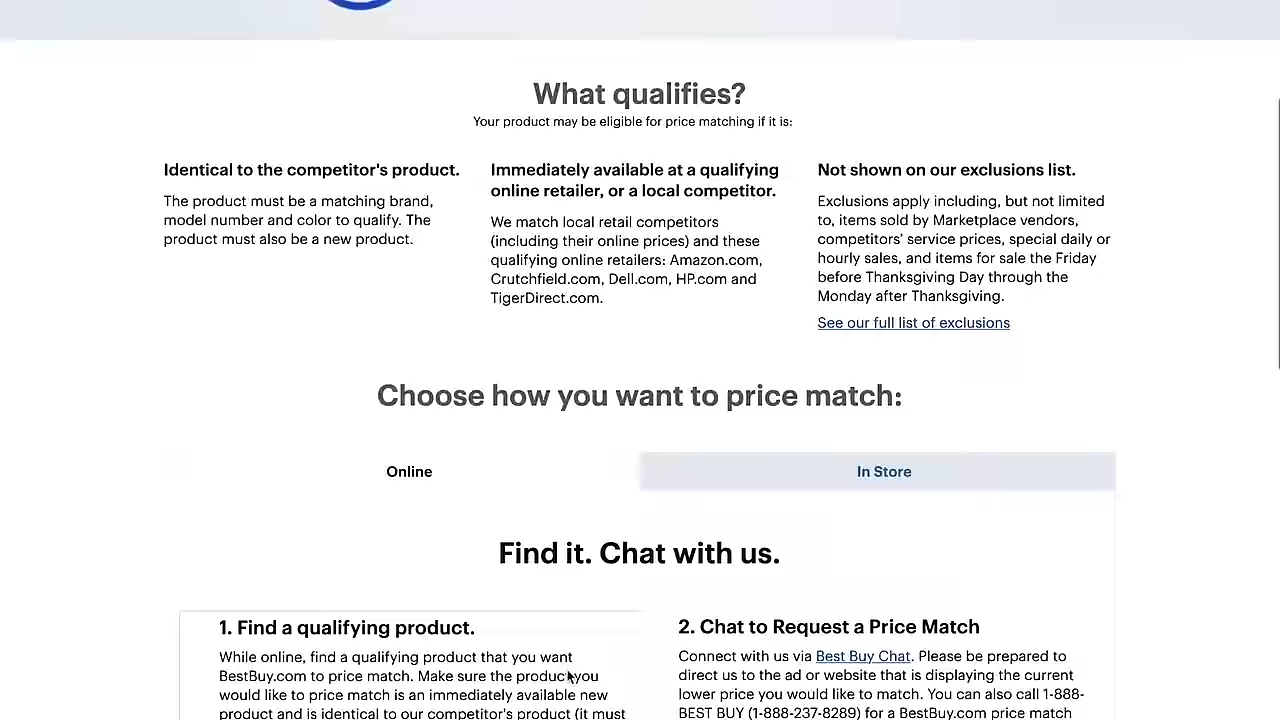 What qualifies?
Your product may be eligible for price matching if it is:
Identical to the competitor's product.
The product must be a matching brand,
model number and color to qualify. The
product must also be a new product.
Immediately available at a qualifying
online retailer, or a local competitor.
We match local retail competitors
(including their online prices) and these
qualifying online retailers: Amazon.com,
Crutchfield.com, Dell.com, HP.com and
TigerDirect.com.
Not shown on our exclusions list.
Exclusions apply including, but not limited
to, items sold by Marketplace vendors,
competitors' service prices, special daily or
hourly sales, and items for sale the Friday
before Thanksgiving Day through the
Monday after Thanksgiving.
See our full list of exclusions
Choose how you want to price match:
Online
In Store
Find it. Chat with us.
1. Find a qualifying product.
While online, find a qualifying product that you want
BestBuy.com to price match. Make sure the product you
would like to price match is an immediately available new
product and is identical to our competitor's product (it must
2. Chat to Request a Price Match
Connect with us via Best Buy Chat. Please be prepared to
direct us to the ad or website that is displaying the current
lower price you would like to match. You can also call 1-888-
BEST BUY (1-888-237-8289) for a BestBuy.com price match